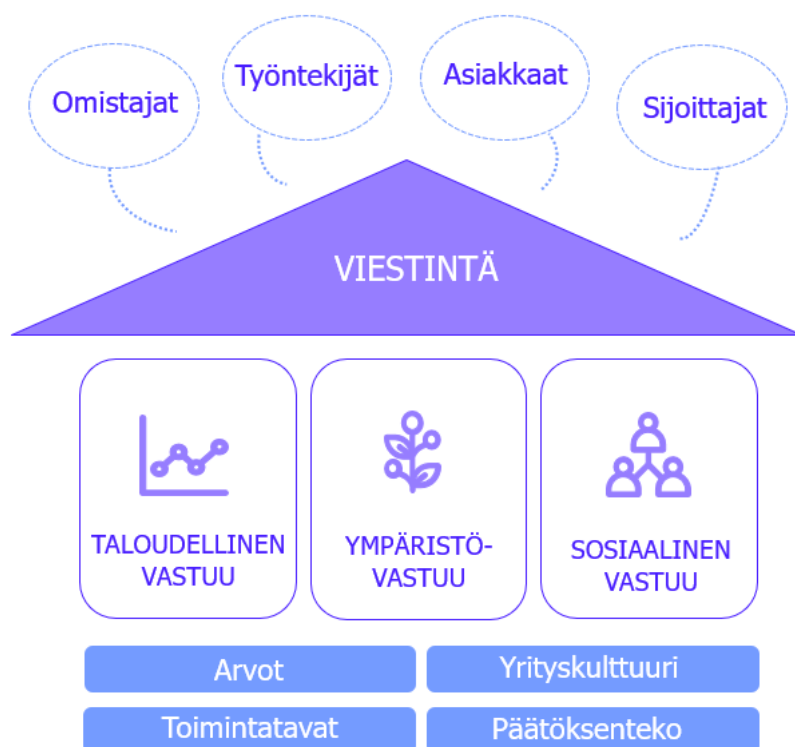 Omistajat
Työntekijät
Asiakkaat
Sijoittajat
VIESTINTÄ
TALOUDELLINEN
VASTUU
YMPÄRISTÖ-
VASTUU
SOSIAALINEN
VASTUU
Arvot
Yrityskulttuuri
Toimintatavat
Päätöksenteko